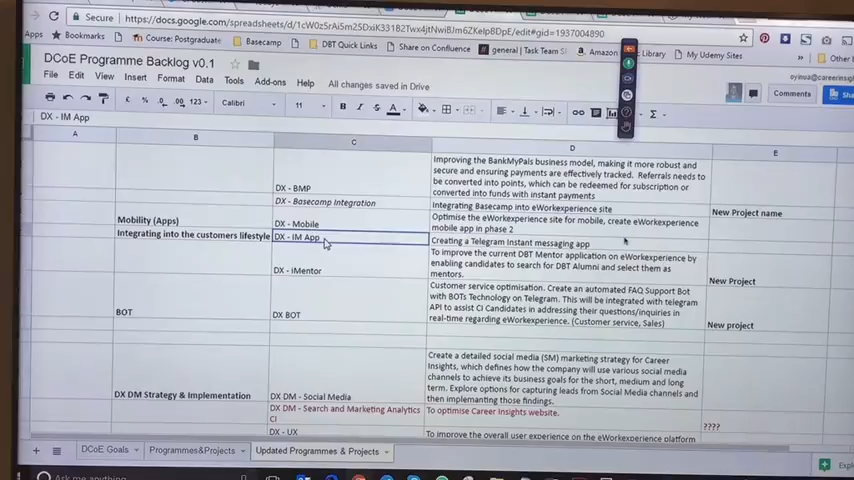 Secure https://docs.google.com/spreadsheets/d/1cW0z5rAi5m2SDxiK33182Twx4jtNwiBJm6ZKeIpBDpE/edit#gid=1937004890
Apps Bookmarks Course: Postgraduate Basecamp DBT Quick Links Share on Confluence general | Task Team Sl Amazon Library My Udemy Sites Other
DCoE Programme Backlog v0.1
oyinua@careerinsig
File Edit View Insert Format Data Tools Add-ons Help All changes saved in Drive
Comments Sha
£ % .0 .00 123 Calibri 11 B I S A Σ
DX - IM App
A B C D E
Improving the BankMyPals business model, making it more robust and
secure and ensuring payments are effectively tracked. Referrals needs to
be converted into points, which can be redeemed for subscription or
DX - BMP converted into funds with instant payments
DX - Basecamp Integration Integrating Basecamp into eWorkexperience site New Project name
Optimise the eWorkexperience site for mobile, create eWorkexperience
Mobility (Apps) DX - Mobile mobile app in phase 2
Integrating into the customers lifestyle DX - IM App Creating a Telegram Instant messaging app
To improve the current DBT Mentor application on eWorkexperience by
enabling candidates to search for DBT Alumni and select them as
DX - iMentor mentors. New Project
Customer service optimisation. Create an automated FAQ Support Bot
with BOTs Technology on Telegram. This will be integrated with telegram
API to assist CI Candidates in addressing their questions/inquiries in
BOT DX BOT real-time regarding eWorkexperience. (Customer service, Sales) New project
Create a detailed social media (SM) marketing strategy for Career
Insights, which defines how the company will use various social media
channels to achieve its business goals for the short, medium and long
term. Explore options for capturing leads from Social Media channels and
DX DM Strategy & Implementation DX DM - Social Media then implementing those findings.
DX DM - Search and Marketing Analytics To optimise Career Insights website.
CI ????
DX - UX To improve the overall user experience on the eWorkexperience platform
DCoE Goals Programmes&Projects Updated Programmes & Projects Expl
Ask me anything